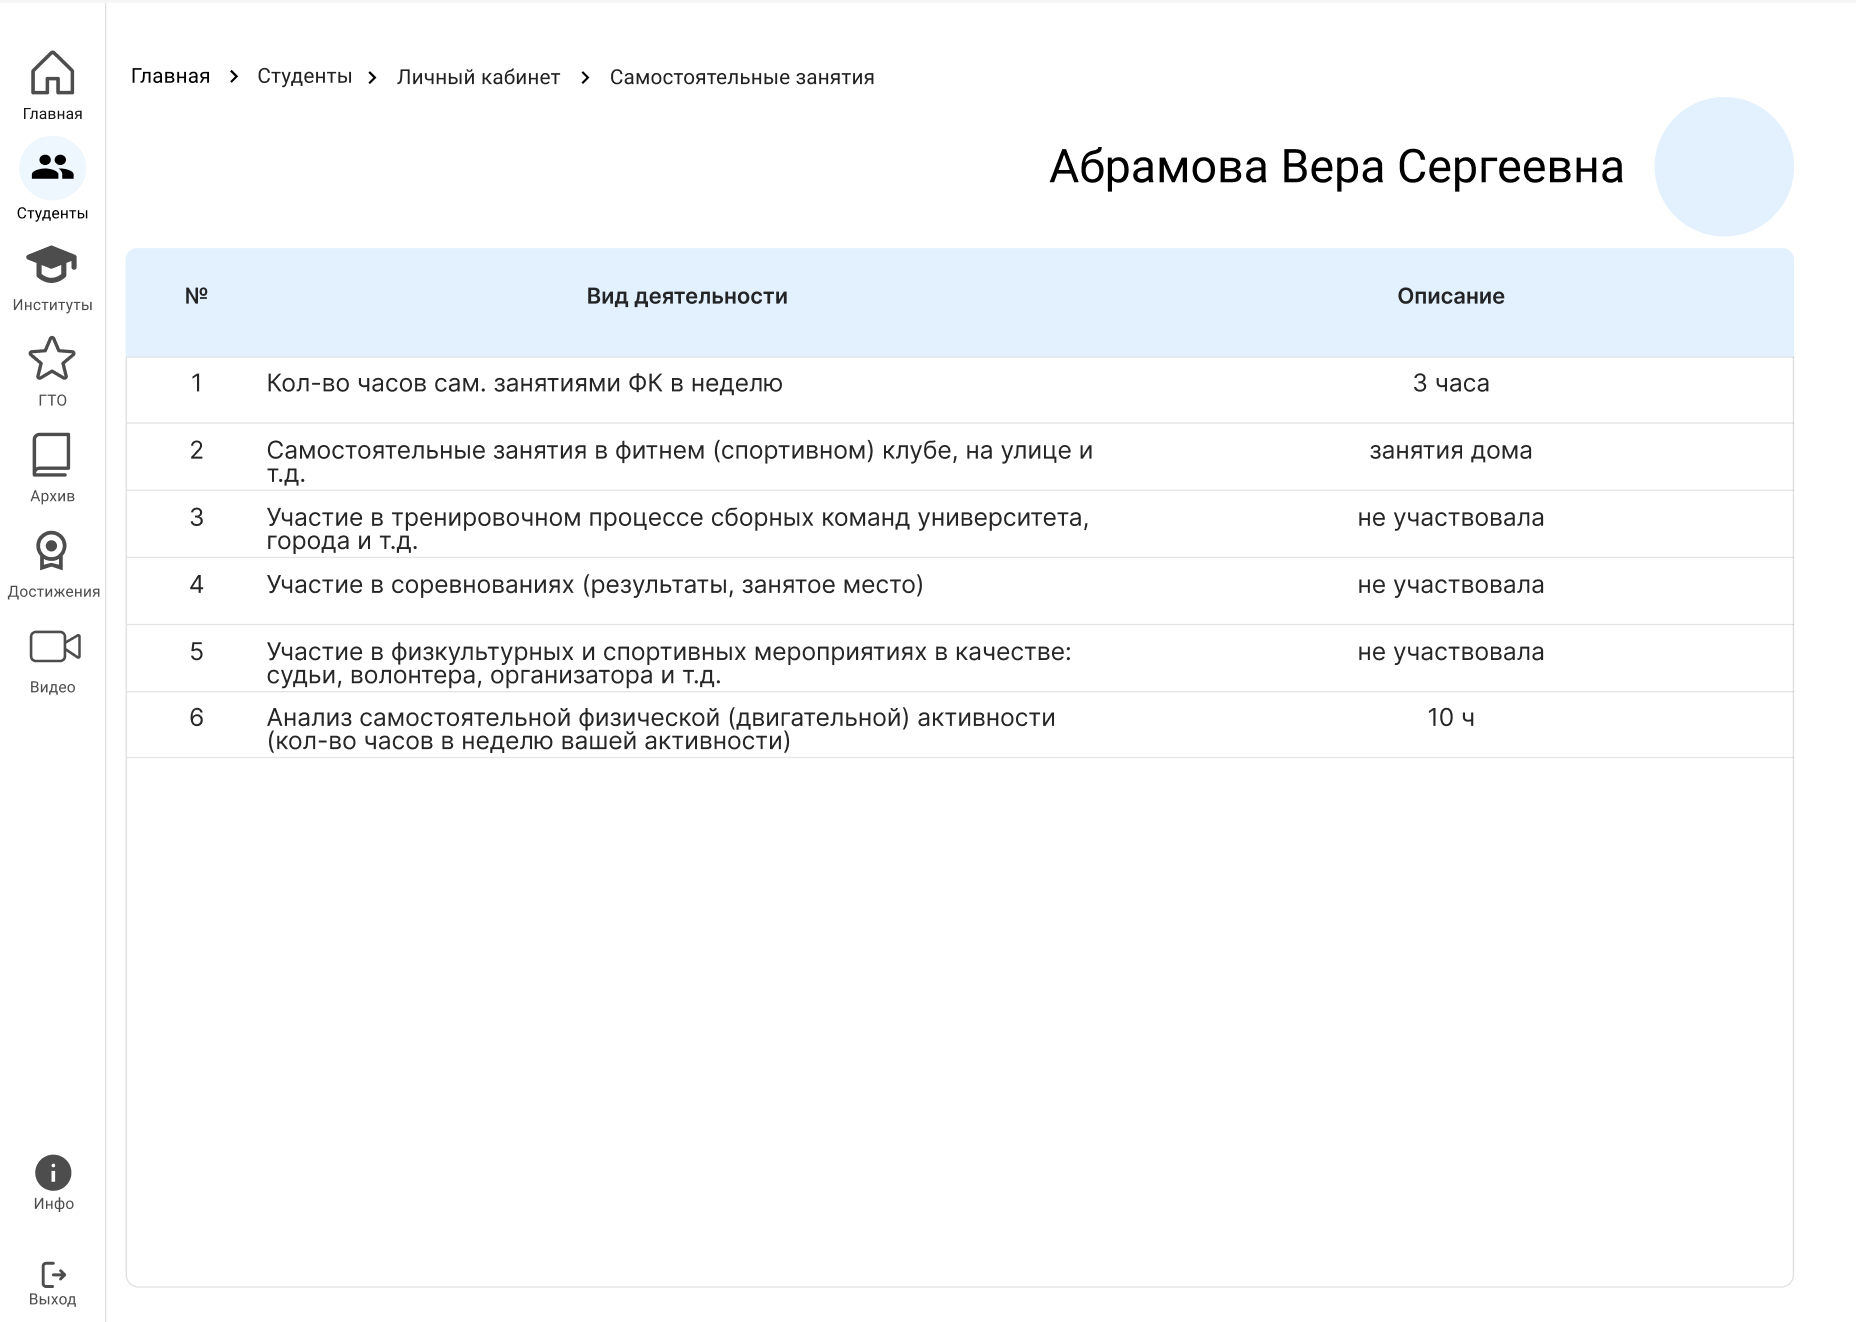 Главная
Студенты
Институты
ГТО
Архив
Достижения
Видео
Инфо
Выход
Главная > Студенты > Личный кабинет > Самостоятельные занятия
Абрамова Вера Сергеевна
№ Вид деятельности Описание
1 Кол-во часов сам. занятиями ФК в неделю 3 часа
2 Самостоятельные занятия в фитнем (спортивном) клубе, на улице и занятия дома
т.д.
3 Участие в тренировочном процессе сборных команд университета, не участвовала
города и т.д.
4 Участие в соревнованиях (результаты, занятое место) не участвовала
5 Участие в физкультурных и спортивных мероприятиях в качестве: не участвовала
судьи, волонтера, организатора и т.д.
6 Анализ самостоятельной физической (двигательной) активности 10 ч
(кол-во часов в неделю вашей активности)